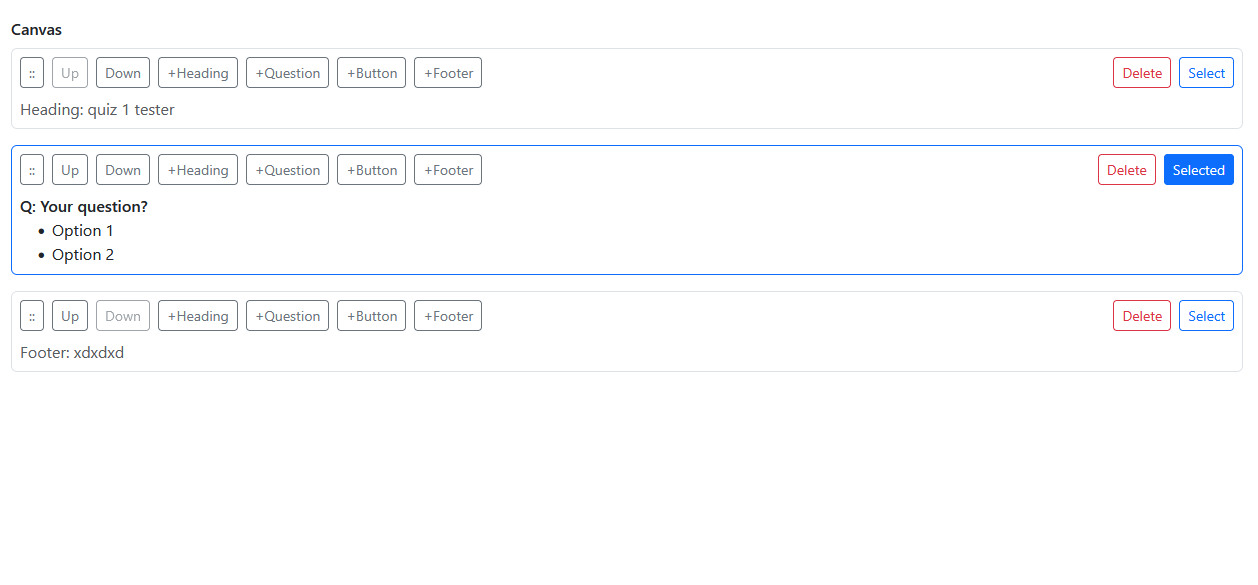 Canvas
:: Up Down +Heading +Question +Button +Footer Delete Select
Heading: quiz 1 tester
:: Up Down +Heading +Question +Button +Footer Delete Selected
Q: Your question?
• Option 1
• Option 2
:: Up Down +Heading +Question +Button +Footer Delete Select
Footer: xdxdxd